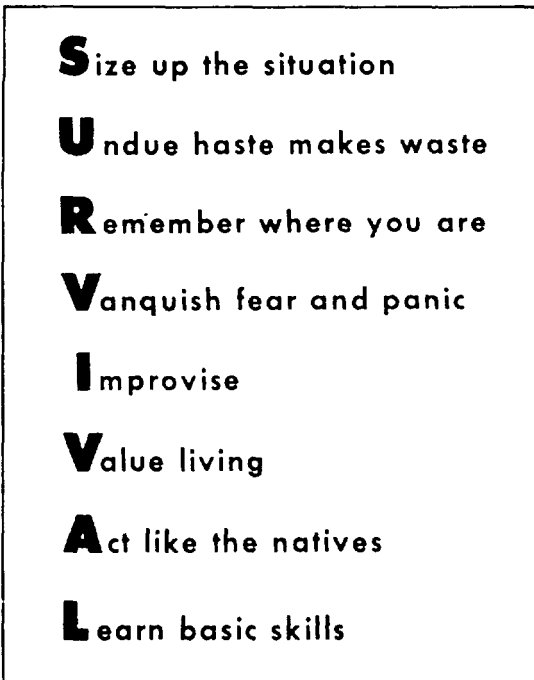 Size up the situation
Undue haste makes waste
Remember where you are
Vanquish fear and panic
Improvise
Value living
Act like the natives
Learn basic skills